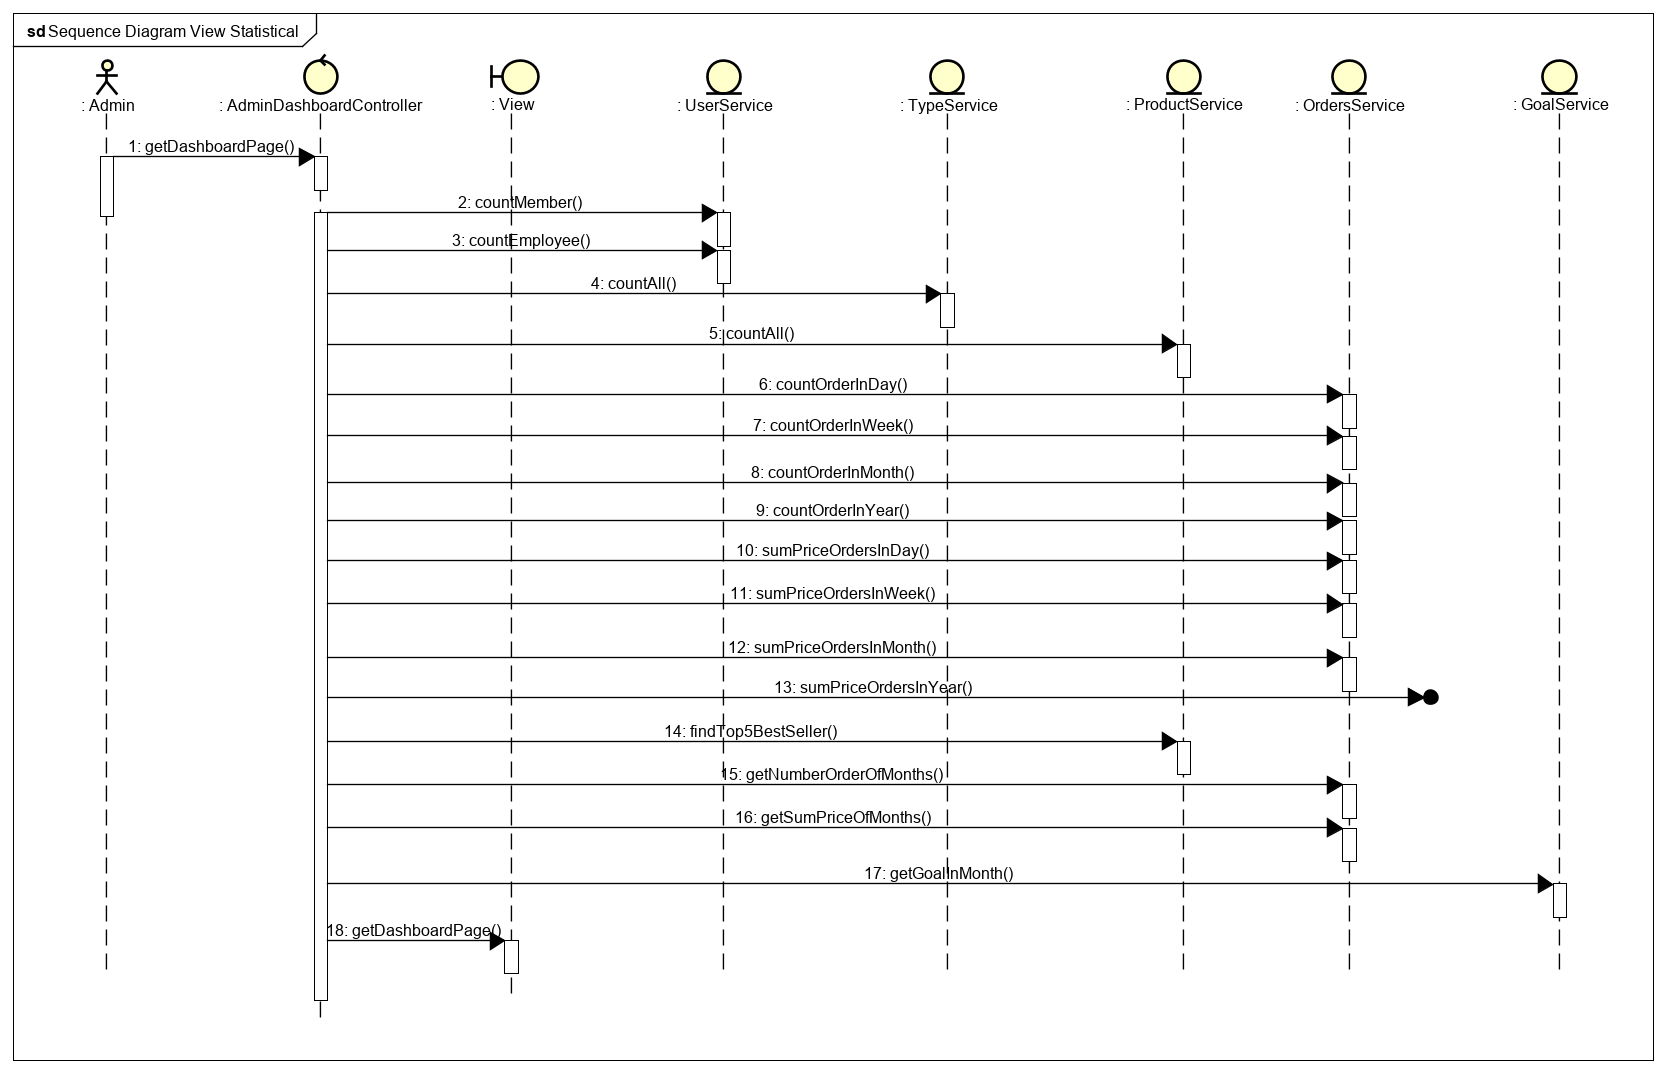 sd Sequence Diagram View Statistical
: Admin
: AdminDashboardController
: View
: UserService
: TypeService
: ProductService
: OrdersService
: GoalService
1: getDashboardPage()
2: countMember()
3: countEmployee()
4: countAll()
5: countAll()
6: countOrderInDay()
7: countOrderInWeek()
8: countOrderInMonth()
9: countOrderInYear()
10: sumPriceOrdersInDay()
11: sumPriceOrdersInWeek()
12: sumPriceOrdersInMonth()
13: sumPriceOrdersInYear()
14: findTop5BestSeller()
15: getNumberOrderOfMonths()
16: getSumPriceOfMonths()
17: getGoalInMonth()
18: getDashboardPage()